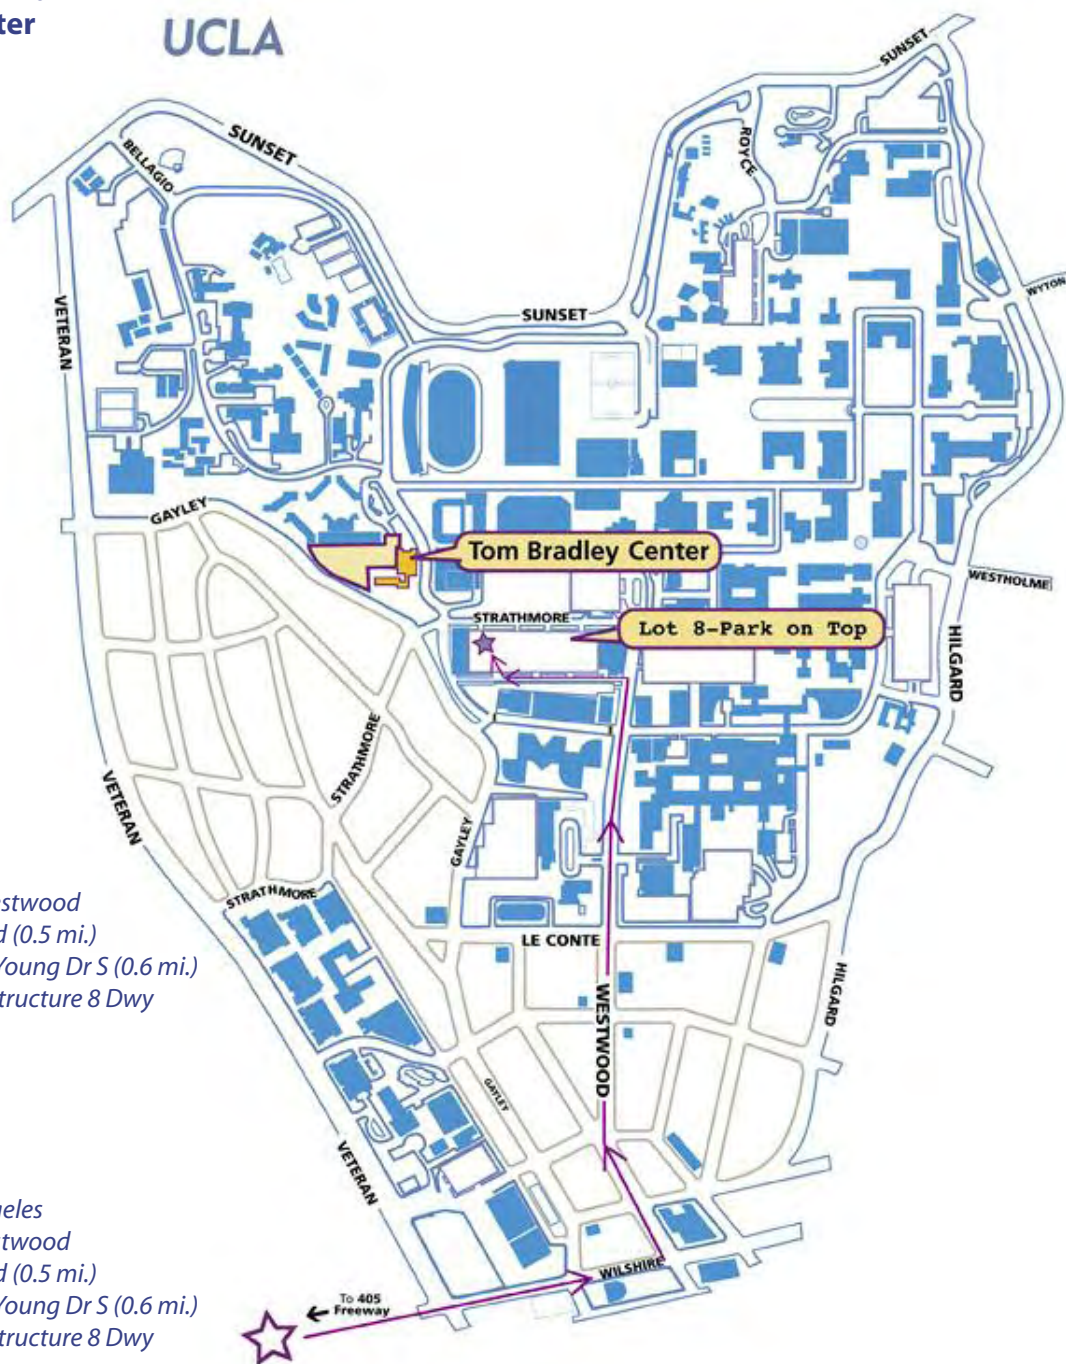 ter
UCLA
SUNSET
SUNSET
BELLAGIO
ROYCE
WYTON
VETERAN
SUNSET
GAYLEY
Tom Bradley Center
WESTHOLME
STRATHMORE
Lot 8-Park on Top
HILGARD
STRATHMORE
VETERAN
GAYLEY
STRATHMORE
estwood
d (0.5 mi.)
LE CONTE
Young Dr S (0.6 mi.)
HILGARD
tructure 8 Dwy
WESTWOOD
GAYLEY
VETERAN
geles
stwood
d (0.5 mi.)
WILSHIRE
To 405
Freeway
Young Dr S (0.6 mi.)
tructure 8 Dwy